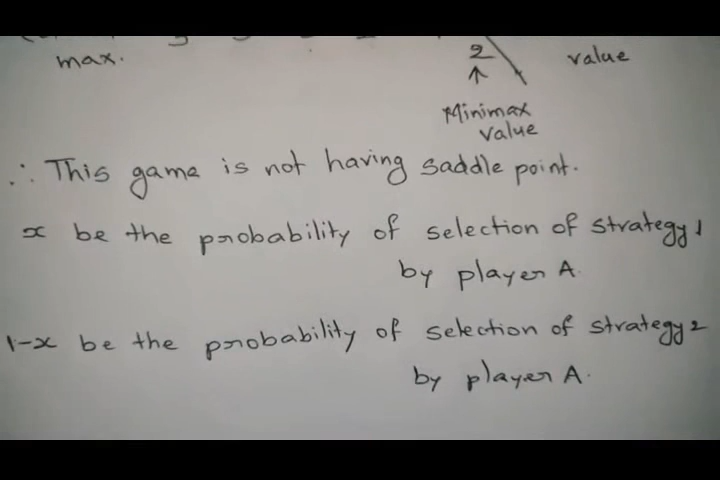 max.
2
value
↑
Minimax
value
∴ This game is not having saddle point.
x be the probability of selection of strategy 1
by player A.
1-x be the probability of selection of strategy 2
by player A.